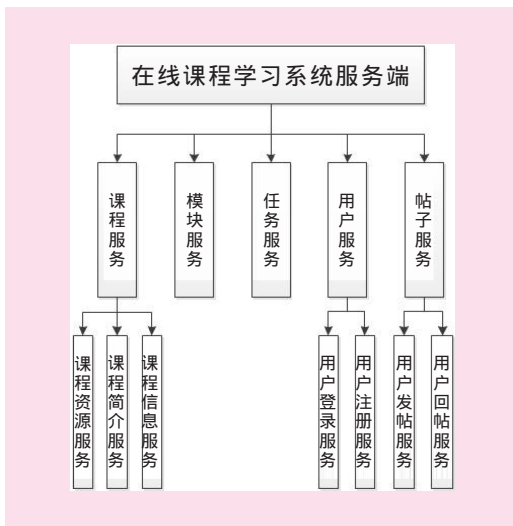 在线课程学习系统服务端
课程服务
模块服务
任务服务
用户服务
帖子服务
课程资源服务
课程简介服务
课程信息服务
用户登录服务
用户注册服务
用户发帖服务
用户回帖服务